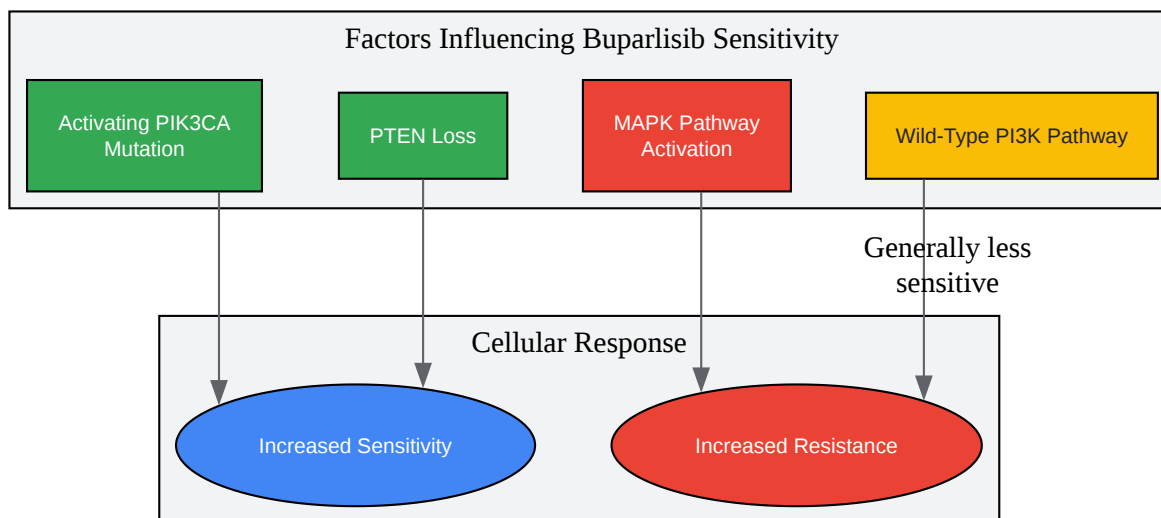 Factors Influencing Buparlisib Sensitivity
Activating PIK3CA
Mutation
PTEN Loss
MAPK Pathway
Activation
Wild-Type PI3K Pathway
Generally less
sensitive
Cellular Response
Increased Sensitivity
Increased Resistance